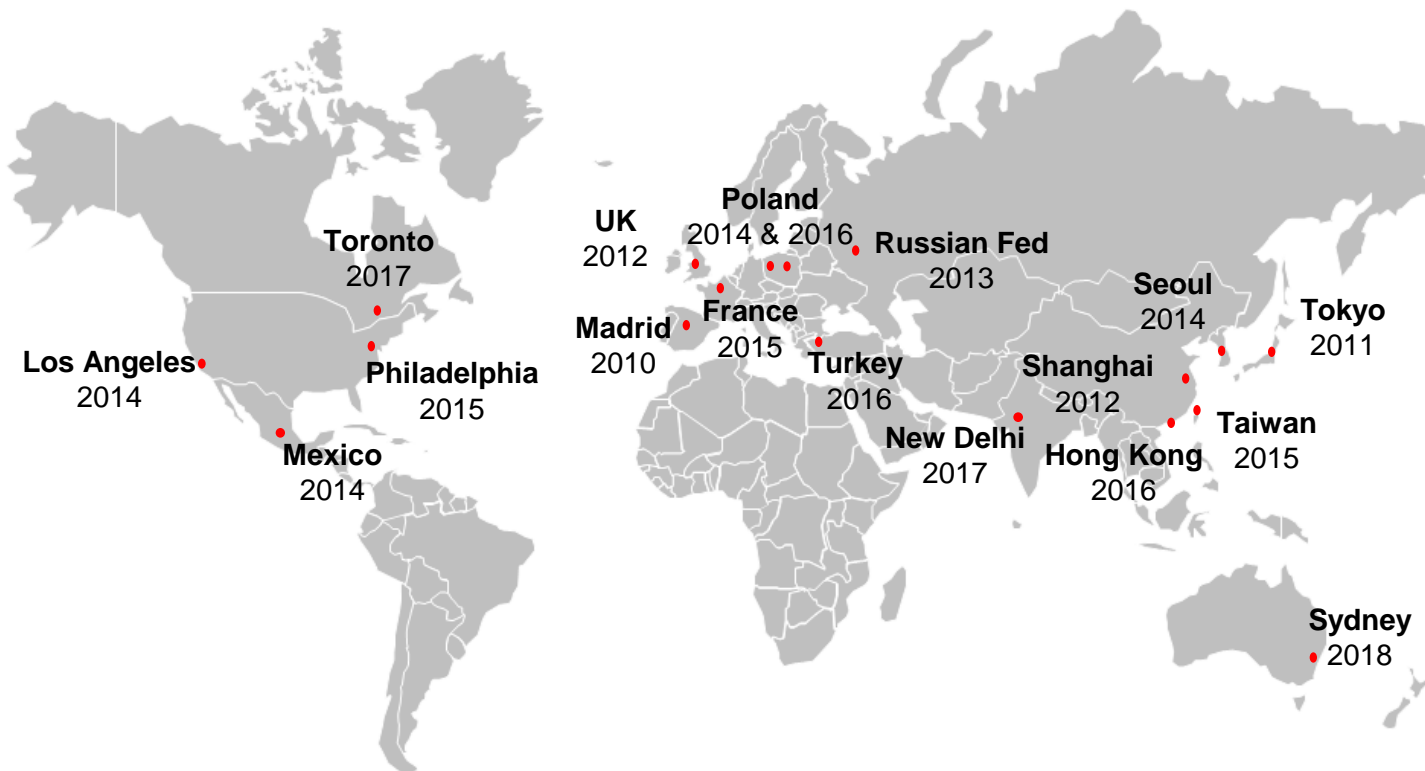 Poland
2014 & 2016
UK
2012
Toronto
2017
Russian Fed
2013
Seoul
2014
Tokyo
2011
Madrid
2010
France
2015
Los Angeles
2014
Philadelphia
2015
Turkey
2016
Shanghai
2012
Mexico
2014
New Delhi
2017
Hong Kong
2016
Taiwan
2015
Sydney
2018